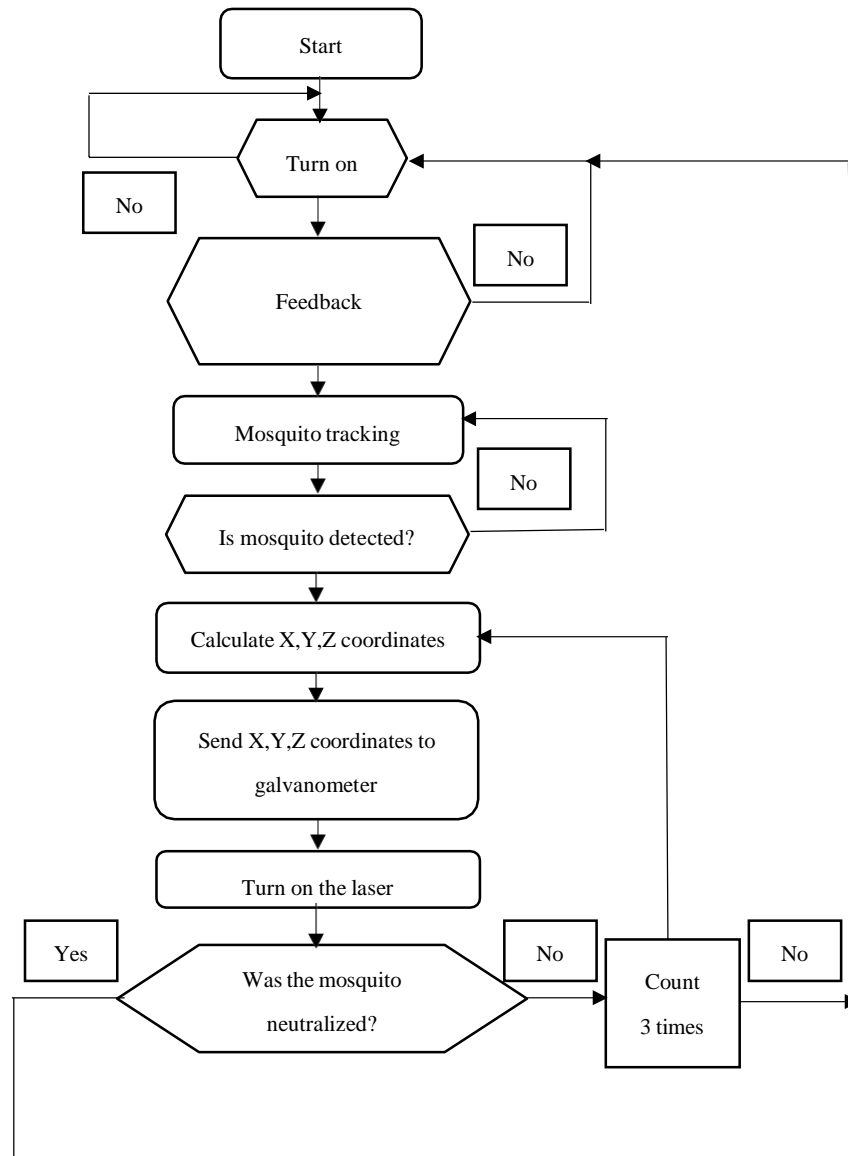 Start
Turn on
No
No
Feedback
Mosquito tracking
No
Is mosquito detected?
Calculate X,Y,Z coordinates
Send X,Y,Z coordinates to
galvanometer
Turn on the laser
Yes
No
No
Was the mosquito
neutralized?
Count
3 times